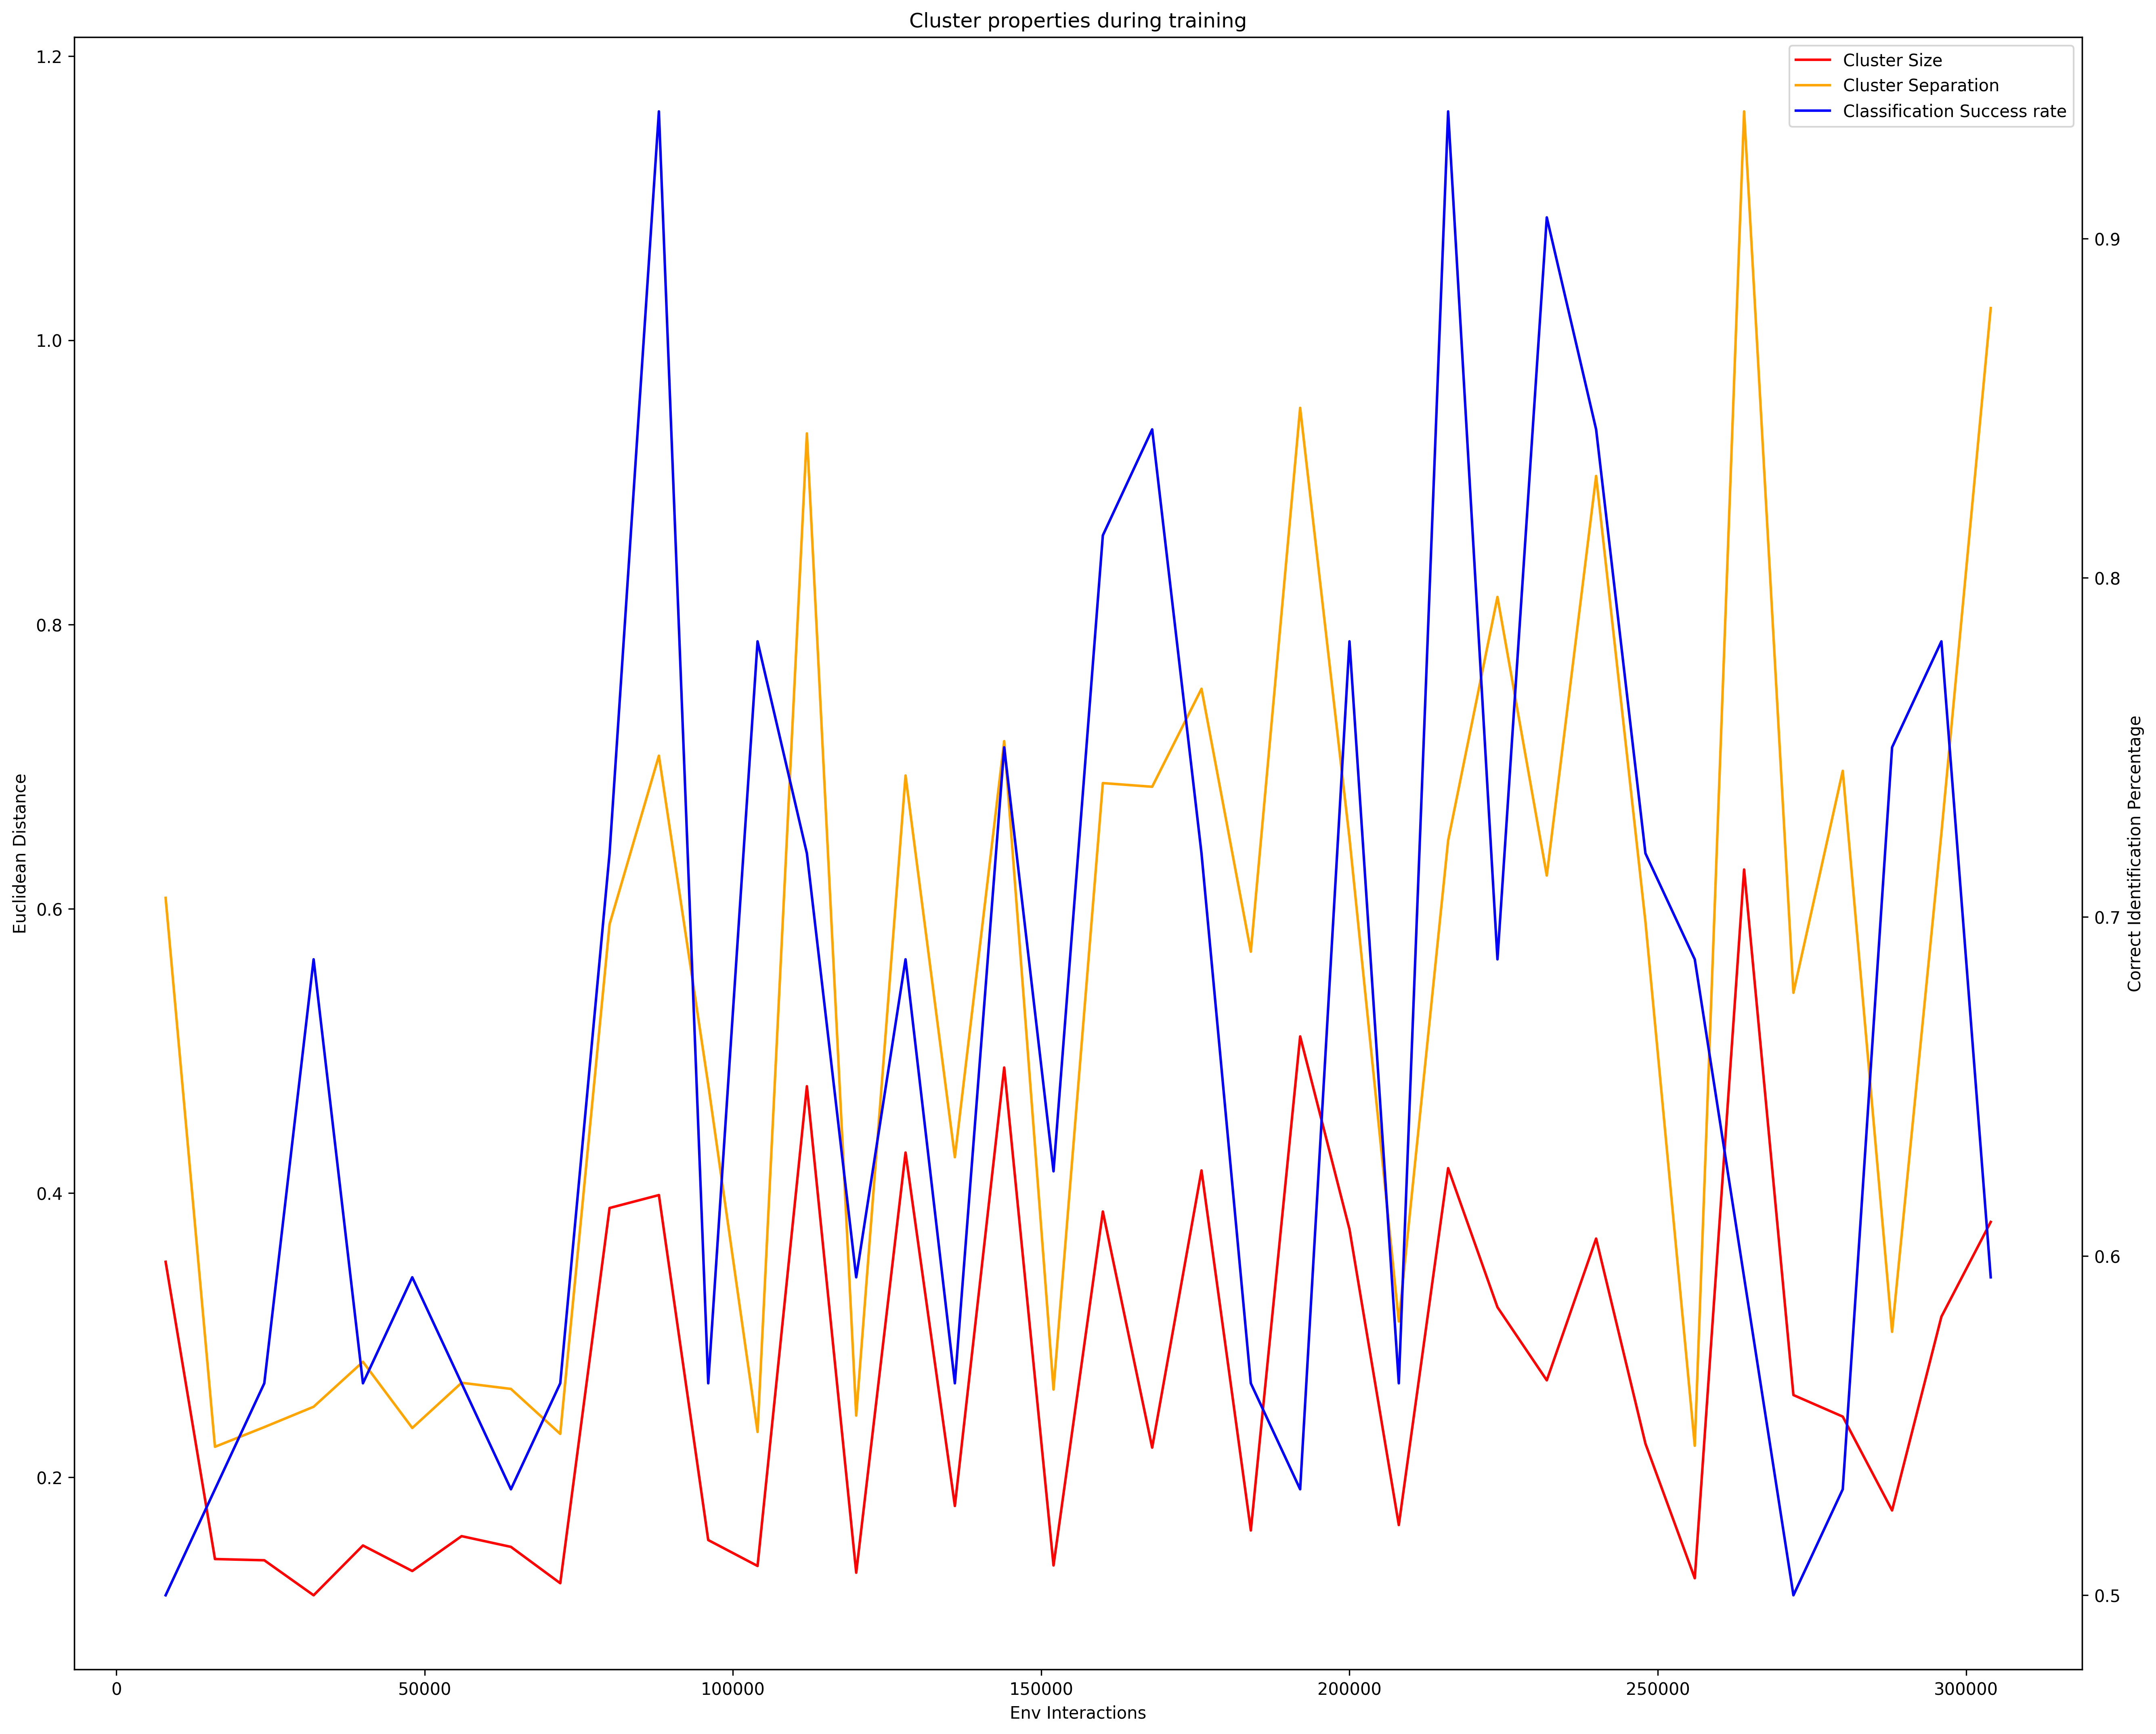 Cluster properties during training
Cluster Size
Cluster Separation
Classification Success rate
1.2
1.0
0.8
0.6
0.4
0.2
Euclidean Distance
0.9
0.8
0.7
0.6
0.5
Correct Identification Percentage
0 50000 100000 150000 200000 250000 300000
Env Interactions